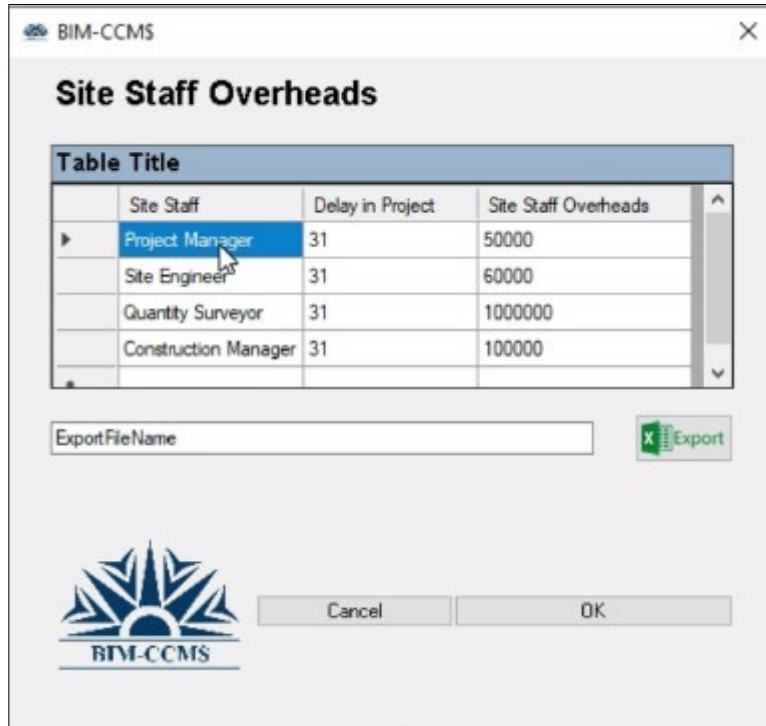 BIM-CCMS
Site Staff Overheads
Table Title
Site Staff Delay in Project Site Staff Overheads
Project Manager 31 50000
Site Engineer 31 60000
Quantity Surveyor 31 1000000
Construction Manager 31 100000
ExportFileName
Export
Cancel OK
BIM-CCMS